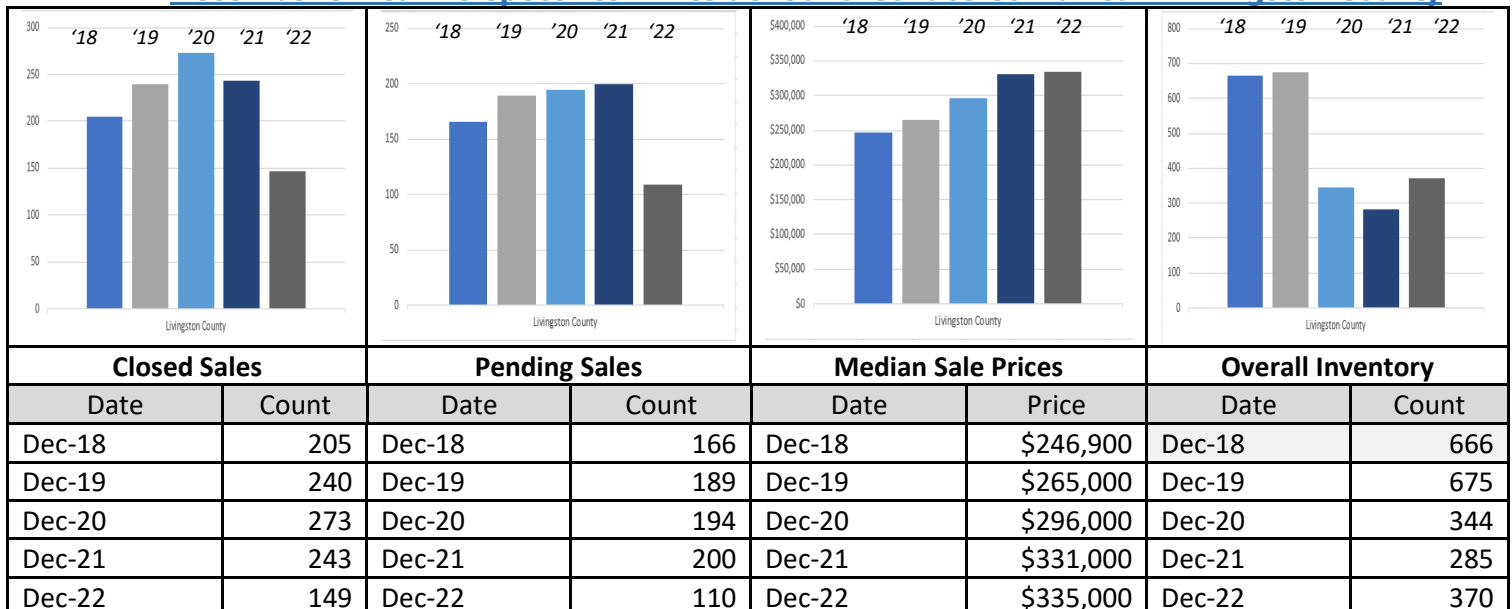 ‘18 ‘19 ’20 ’21 ’22
300
250
200
150
100
50
0
Livingston County
‘18 ‘19 ’20 ’21 ’22
250
200
150
100
50
0
Livingston County
‘18 ‘19 ’20 ’21 ’22
$400,000
$350,000
$300,000
$250,000
$200,000
$150,000
$100,000
$50,000
$0
Livingston County
‘18 ‘19 ’20 ’21 ’22
800
700
600
500
400
300
200
100
0
Livingston County
Closed Sales Pending Sales Median Sale Prices Overall Inventory
Date Count Date Count Date Price Date Count
Dec-18 205 Dec-18 166 Dec-18 $246,900 Dec-18 666
Dec-19 240 Dec-19 189 Dec-19 $265,000 Dec-19 675
Dec-20 273 Dec-20 194 Dec-20 $296,000 Dec-20 344
Dec-21 243 Dec-21 200 Dec-21 $331,000 Dec-21 285
Dec-22 149 Dec-22 110 Dec-22 $335,000 Dec-22 370